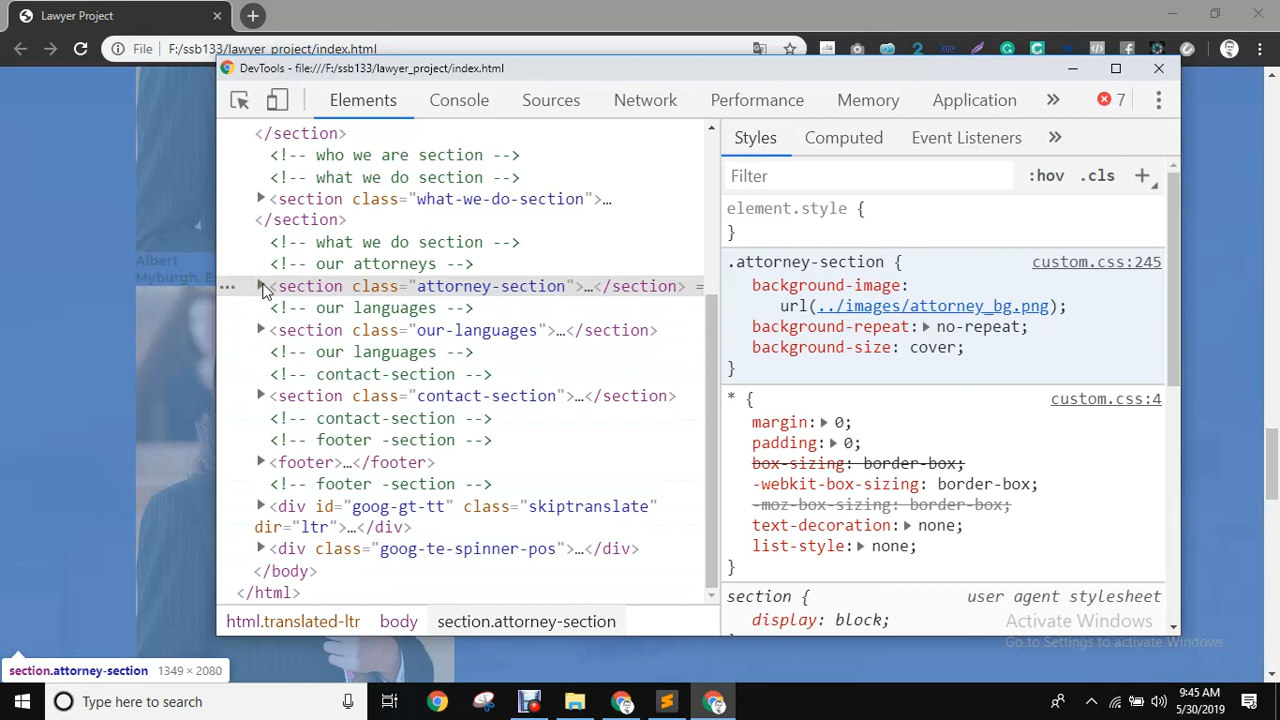 Lawyer Project
File F:/ssb133/lawyer_project/index.html
DevTools - file:///F:/ssb133/lawyer_project/index.html
Elements Console Sources Network Performance Memory Application » 7
</section>
<!-- who we are section -->
<!-- what we do section -->
<section class="what-we-do-section">…
</section>
<!-- what we do section -->
<!-- our attorneys -->
<section class="attorney-section">…</section> =
<!-- our languages -->
<section class="our-languages">…</section>
<!-- our languages -->
<!-- contact-section -->
<section class="contact-section">…</section>
<!-- contact-section -->
<!-- footer -section -->
<footer>…</footer>
<!-- footer -section -->
<div id="goog-gt-tt" class="skiptranslate"
dir="ltr">…</div>
<div class="goog-te-spinner-pos">…</div>
</body>
</html>
html.translated-ltr body section.attorney-section
Styles Computed Event Listeners »
Filter :hov .cls +
element.style {
}
.attorney-section { custom.css:245
background-image:
url(../images/attorney_bg.png);
background-repeat: no-repeat;
background-size: cover;
}
* { custom.css:4
margin: 0;
padding: 0;
box-sizing: border-box;
-webkit-box-sizing: border-box;
-moz-box-sizing: border-box;
text-decoration: none;
list-style: none;
}
section { user agent stylesheet
display: block;
Albert
Myburgh, E
Activate Windows
Go to Settings to activate Windows.
section.attorney-section 1349 × 2080
Type here to search
9:45 AM
5/30/2019